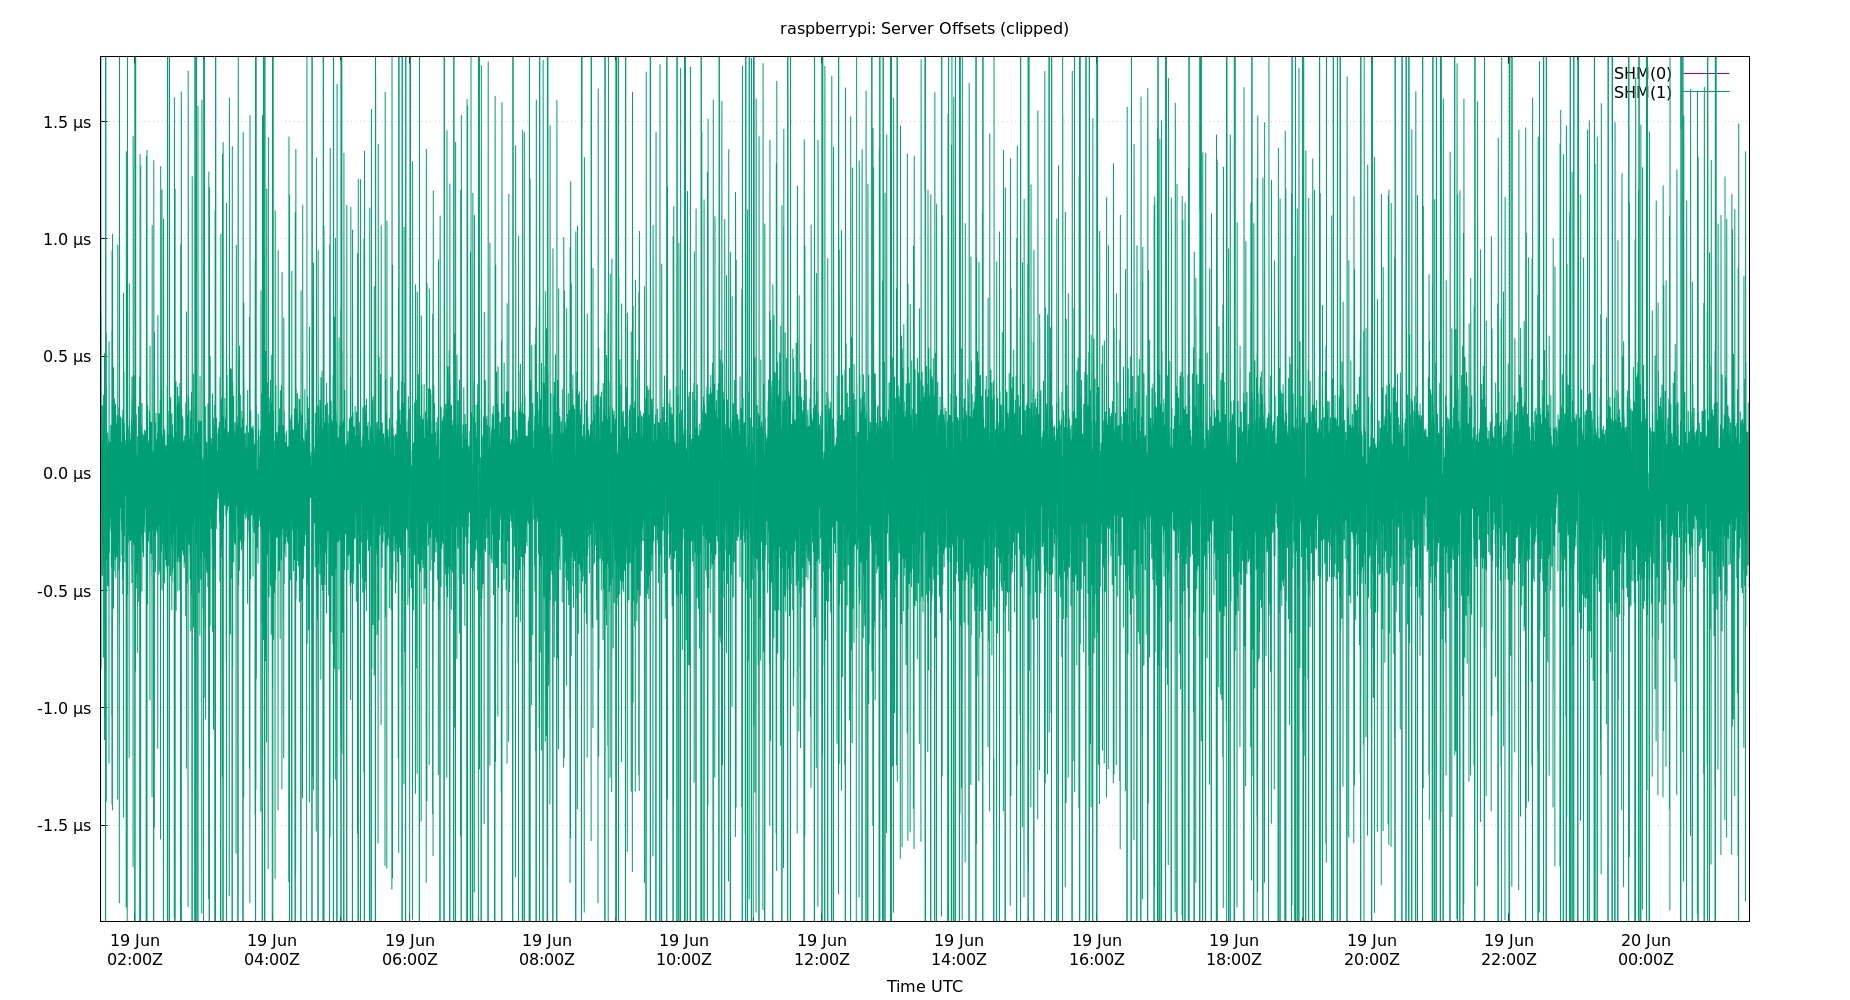 raspberrypi: Server Offsets (clipped)
SHM(0)
SHM(1)
1.5 µs
1.0 µs
0.5 µs
0.0 µs
-0.5 µs
-1.0 µs
-1.5 µs
19 Jun 19 Jun 19 Jun 19 Jun 19 Jun 19 Jun 19 Jun 19 Jun 19 Jun 19 Jun 19 Jun 20 Jun
02:00Z 04:00Z 06:00Z 08:00Z 10:00Z 12:00Z 14:00Z 16:00Z 18:00Z 20:00Z 22:00Z 00:00Z
Time UTC